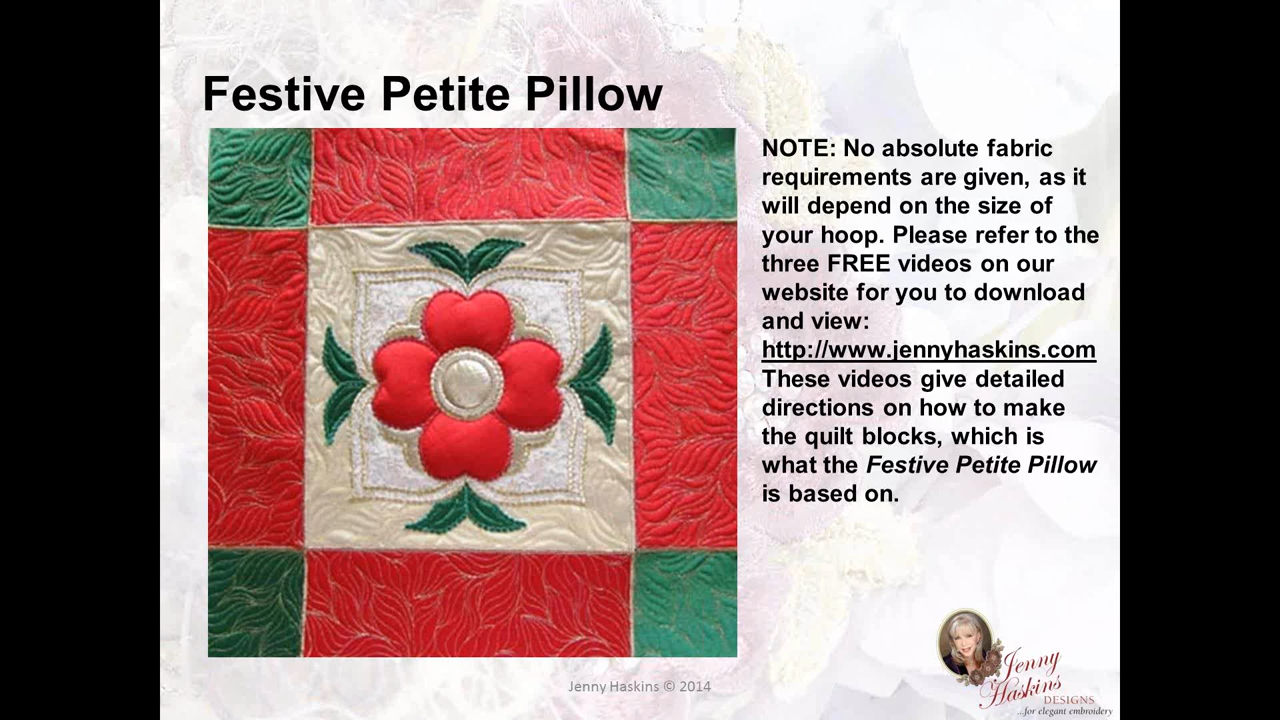 Festive Petite Pillow
NOTE: No absolute fabric
requirements are given, as it
will depend on the size of
your hoop. Please refer to the
three FREE videos on our
website for you to download
and view:
http://www.jennyhaskins.com
These videos give detailed
directions on how to make
the quilt blocks, which is
what the Festive Petite Pillow
is based on.
Jenny Haskins © 2014
Jenny
Haskins
DESIGNS
...for elegant embroidery